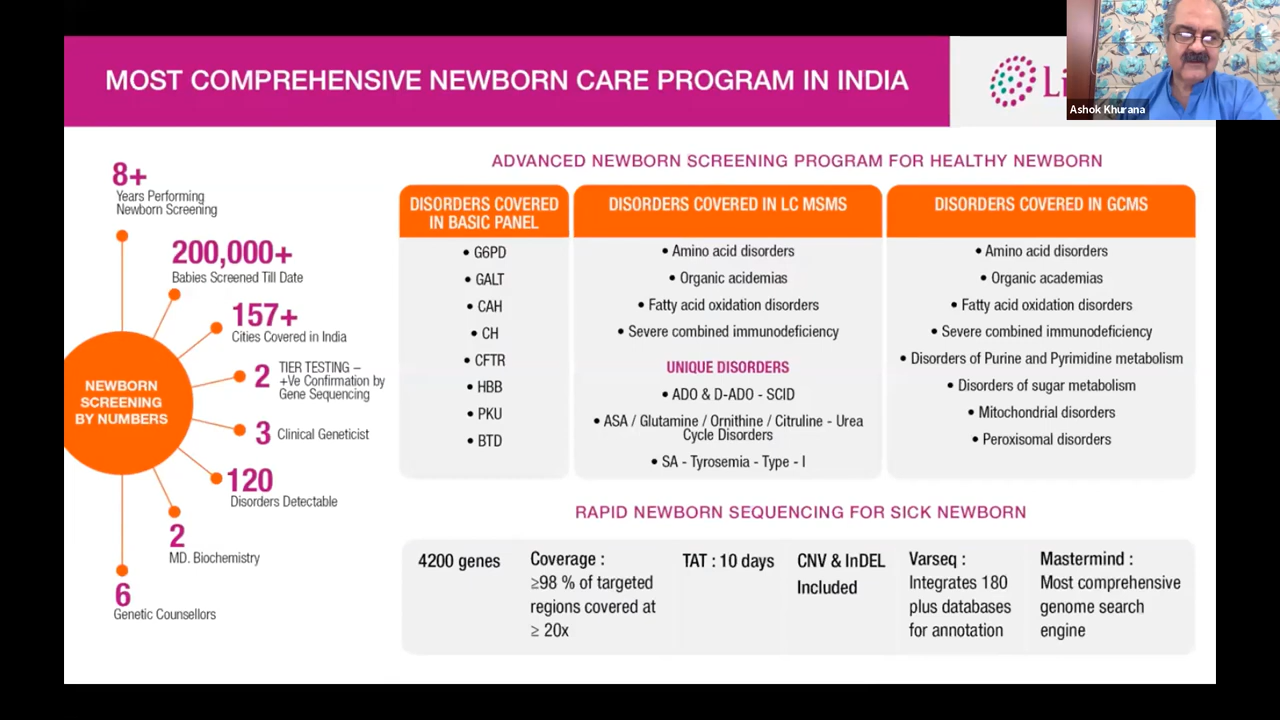 MOST COMPREHENSIVE NEWBORN CARE PROGRAM IN INDIA
Ashok Khurana
8+
Years Performing
Newborn Screening
200,000+
Babies Screened Till Date
157+
Cities Covered in India
2 TIER TESTING –
+Ve Confirmation by
Gene Sequencing
NEWBORN
SCREENING
BY NUMBERS
3 Clinical Geneticist
120
Disorders Detectable
2
MD. Biochemistry
6
Genetic Counsellors
ADVANCED NEWBORN SCREENING PROGRAM FOR HEALTHY NEWBORN
DISORDERS COVERED
IN BASIC PANEL
• G6PD
• GALT
• CAH
• CH
• CFTR
• HBB
• PKU
• BTD
DISORDERS COVERED IN LC MSMS
• Amino acid disorders
• Organic acidemias
• Fatty acid oxidation disorders
• Severe combined immunodeficiency
UNIQUE DISORDERS
• ADO & D-ADO - SCID
• ASA / Glutamine / Ornithine / Citruline - Urea
Cycle Disorders
• SA - Tyrosemia - Type - I
DISORDERS COVERED IN GCMS
• Amino acid disorders
• Organic academias
• Fatty acid oxidation disorders
• Severe combined immunodeficiency
• Disorders of Purine and Pyrimidine metabolism
• Disorders of sugar metabolism
• Mitochondrial disorders
• Peroxisomal disorders
RAPID NEWBORN SEQUENCING FOR SICK NEWBORN
4200 genes
Coverage :
≥98 % of targeted
regions covered at
≥ 20x
TAT : 10 days
CNV & InDEL
Included
Varseq :
Integrates 180
plus databases
for annotation
Mastermind :
Most comprehensive
genome search
engine